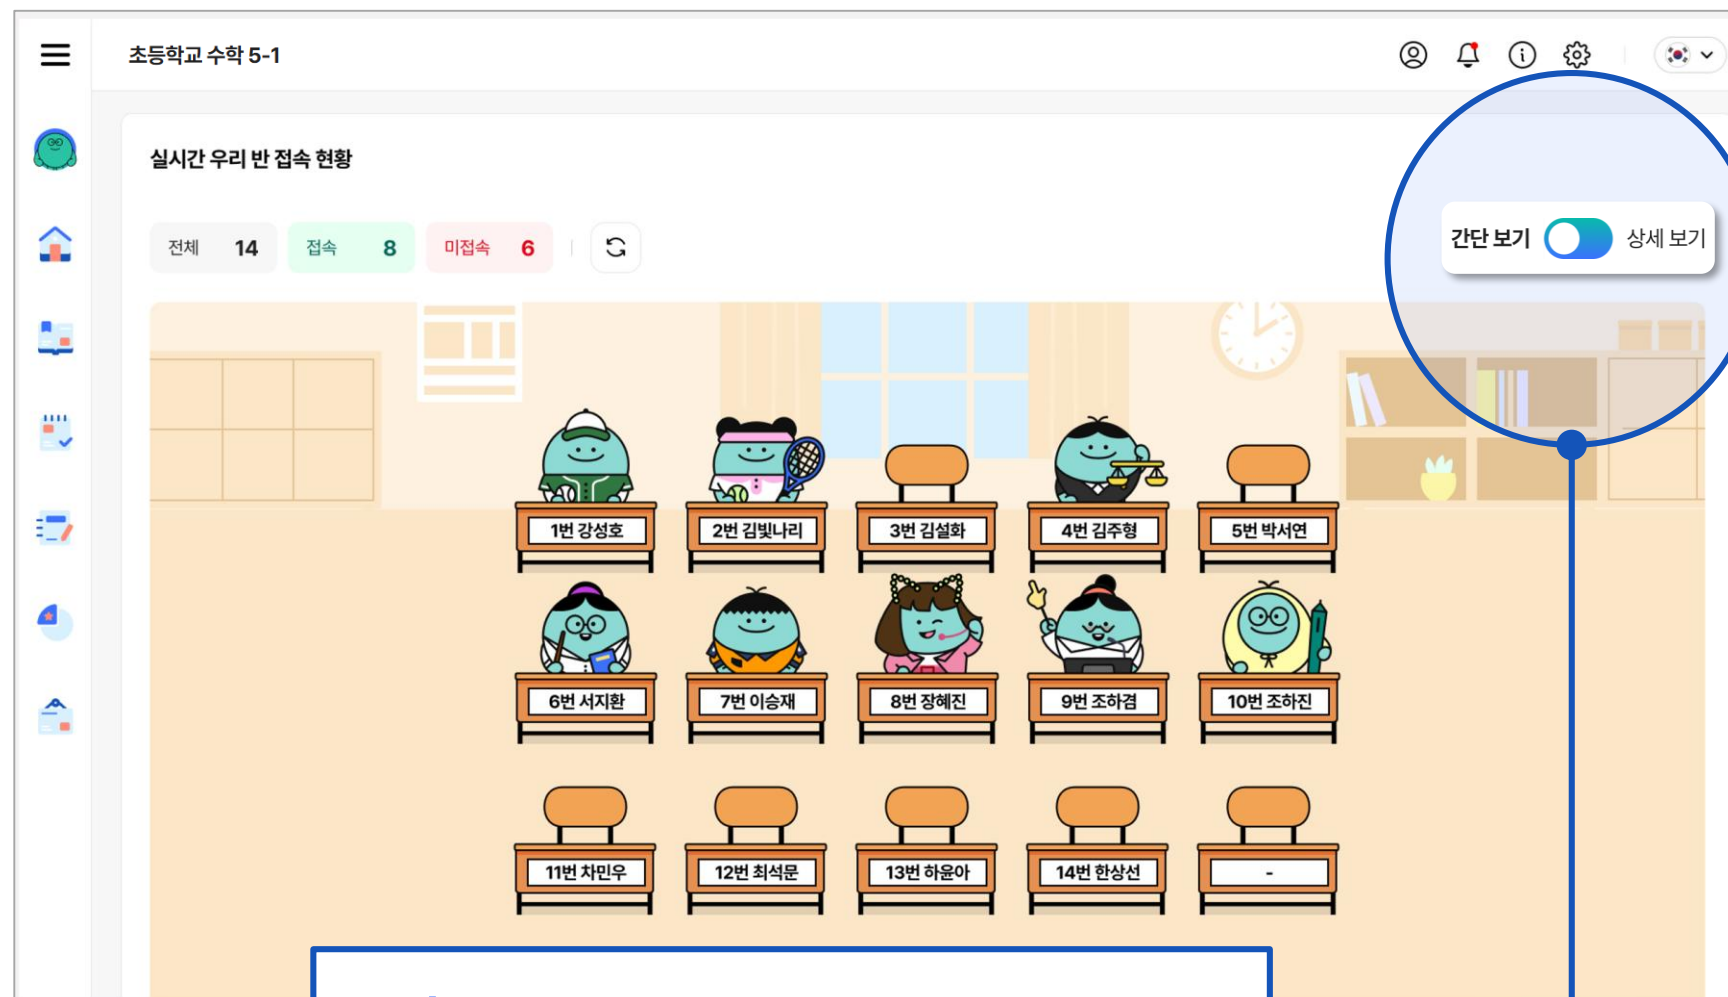 초등학교 수학 5-1
실시간 우리 반 접속 현황
전체 14 접속 8 미접속 6
간단 보기 상세 보기
1번 강성호 2번 김빛나리 3번 김설화 4번 김주형 5번 박서연
6번 서지환 7번 이승재 8번 장혜진 9번 조하겸 10번 조하진
11번 차민우 12번 최석문 13번 하윤아 14번 한상선 -